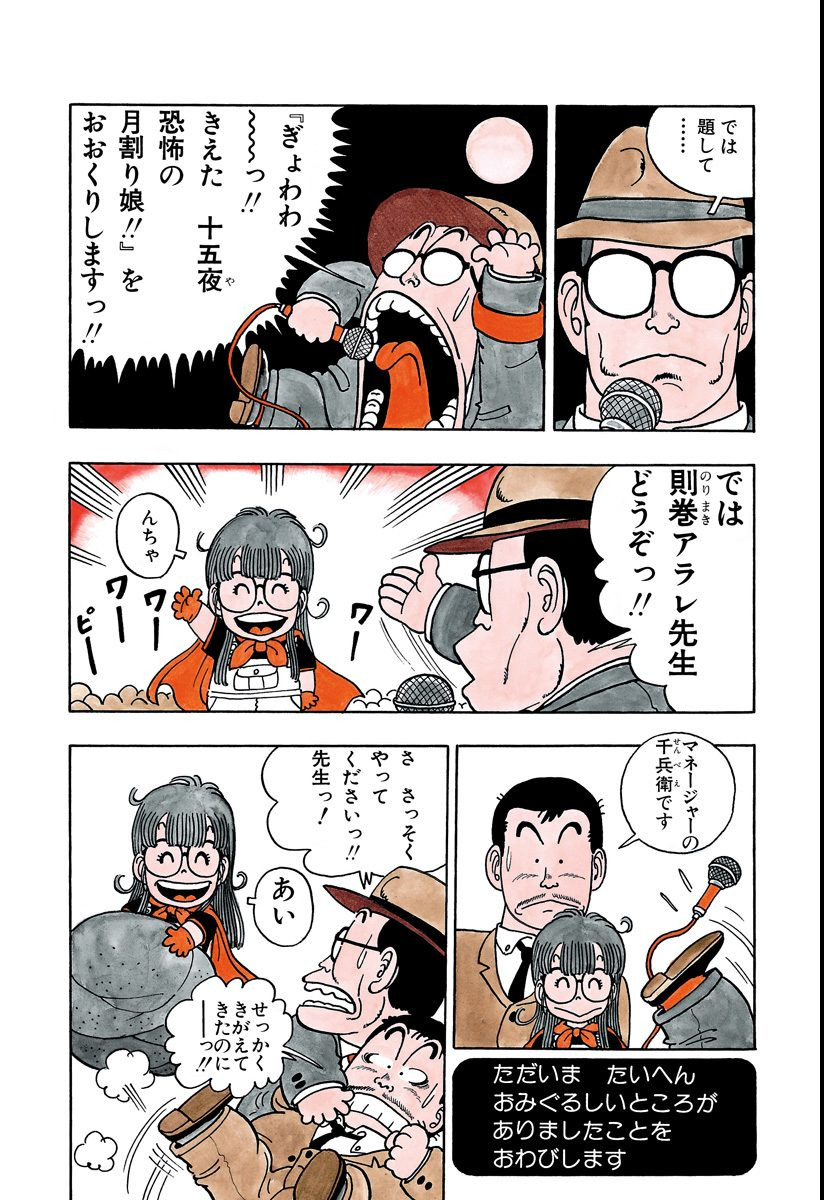 では
題して
……
『ぎょわわ
～～っ!!
きえた　十五夜
恐怖の
月割り娘!!』を
おおくりしますっ!!
では
則巻アラレ先生
どうぞっ!!
んちゃ
ワー
ワー
ワー
ピー
マネージャーの
千兵衛です
ただいま　たいへん
おみぐるしいところが
ありましたことを
おわびします
さ　さっそく
やって
くださいっ!!
先生っ!
あい
せっかく
きがえて
きたのに
──っ!!